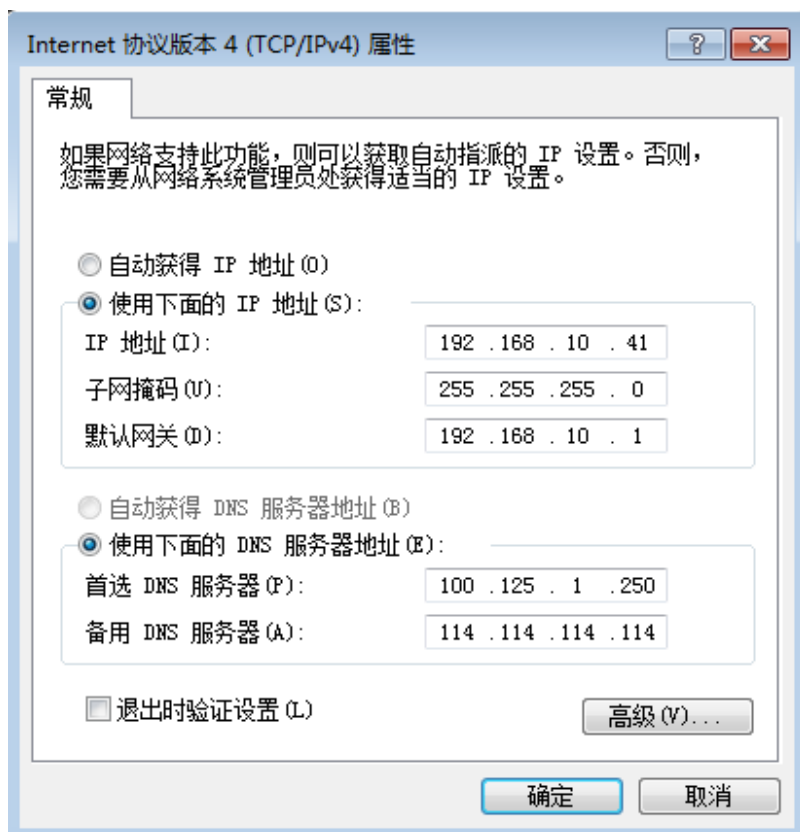 Internet 协议版本 4 (TCP/IPv4) 属性
常规
如果网络支持此功能，则可以获取自动指派的 IP 设置。否则，
您需要从网络系统管理员处获得适当的 IP 设置。
自动获得 IP 地址(O)
使用下面的 IP 地址(S):
IP 地址(I): 192 .168 . 10 . 41
子网掩码(U): 255 .255 .255 . 0
默认网关(D): 192 .168 . 10 . 1
自动获得 DNS 服务器地址(B)
使用下面的 DNS 服务器地址(E):
首选 DNS 服务器(P): 100 .125 . 1 .250
备用 DNS 服务器(A): 114 .114 .114 .114
退出时验证设置(L)
高级(V)...
确定 取消